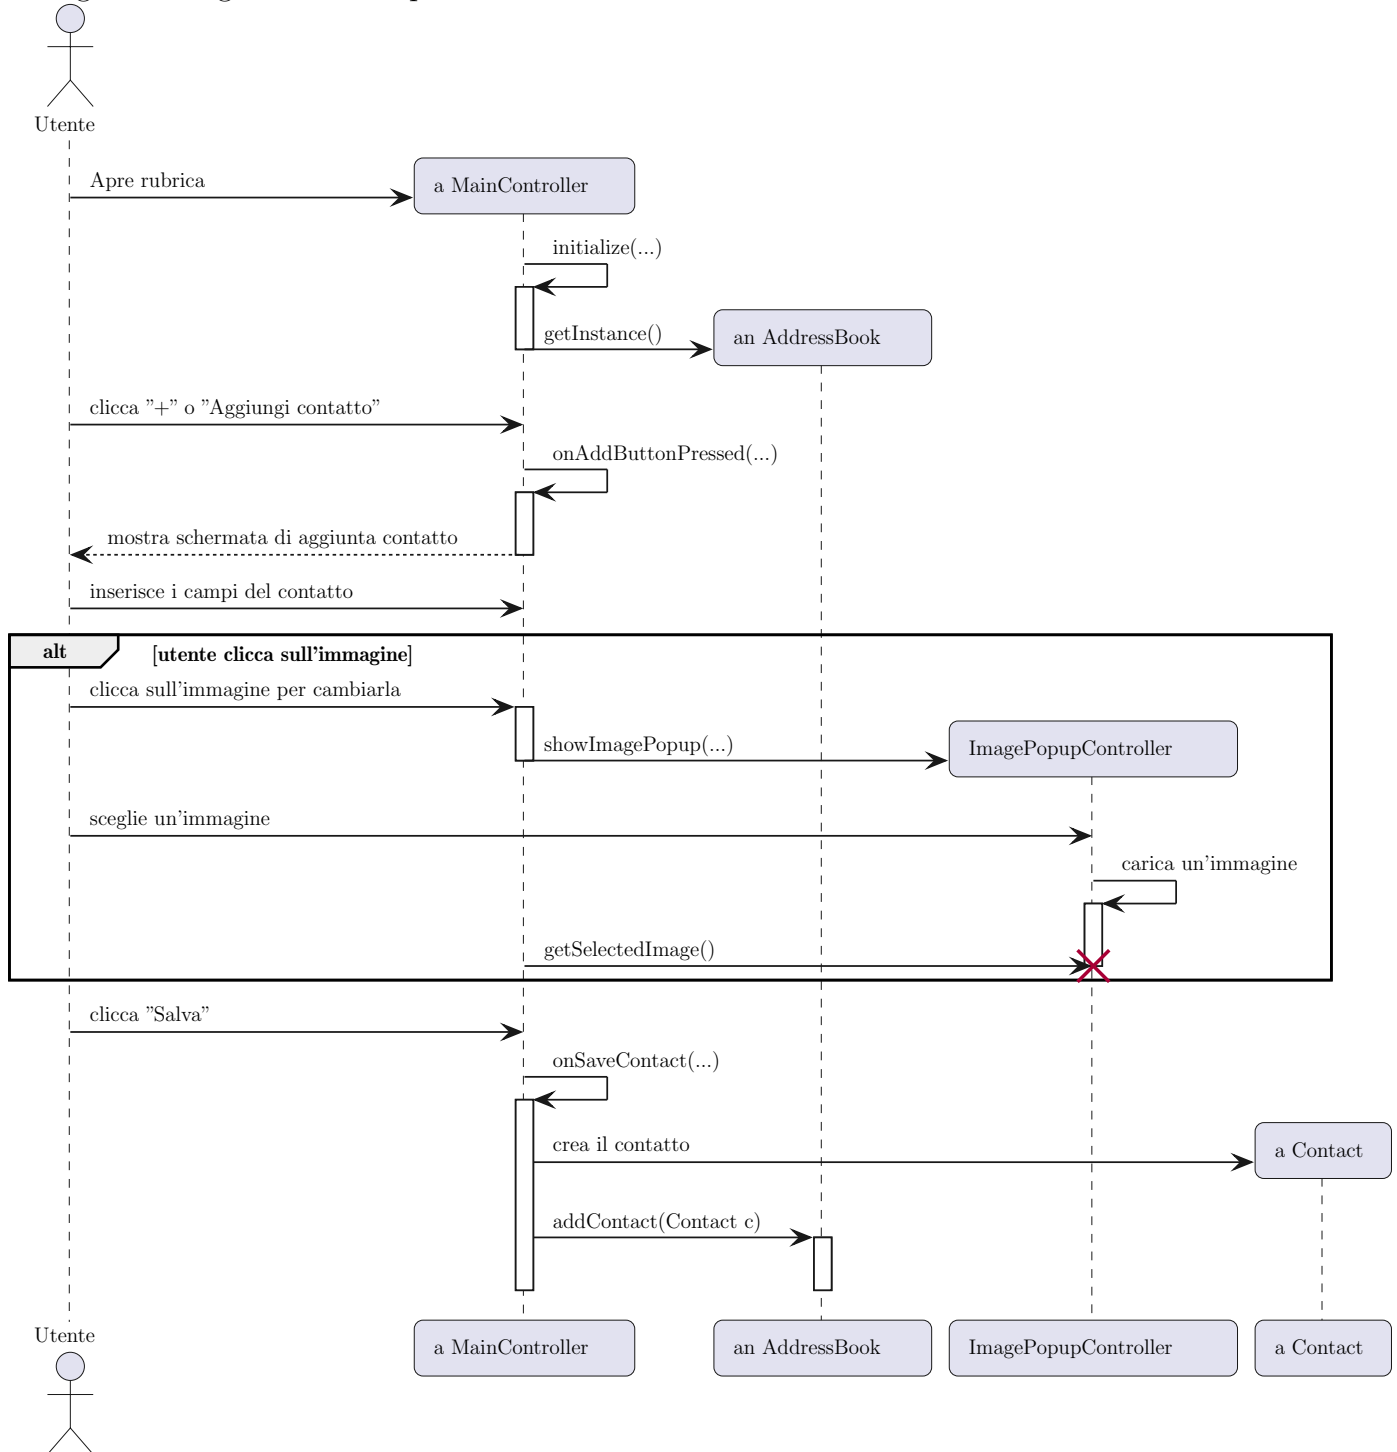 Utente
a MainController
Apre rubrica
initialize(...)
an AddressBook
getInstance()
clicca ”+” o ”Aggiungi contatto”
onAddButtonPressed(...)
mostra schermata di aggiunta contatto
inserisce i campi del contatto
alt [utente clicca sull’immagine]
clicca sull’immagine per cambiarla
showImagePopup(...)
ImagePopupController
sceglie un’immagine
carica un’immagine
getSelectedImage()
clicca ”Salva”
onSaveContact(...)
crea il contatto
a Contact
addContact(Contact c)
Utente
a MainController
an AddressBook
ImagePopupController
a Contact